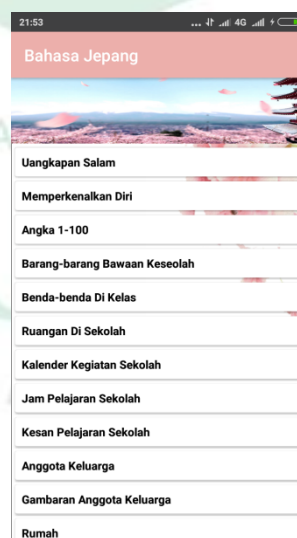 21:53
... 4G
Bahasa Jepang
Uangkapan Salam
Memperkenalkan Diri
Angka 1-100
Barang-barang Bawaan Keseolah
Benda-benda Di Kelas
Ruangan Di Sekolah
Kalender Kegiatan Sekolah
Jam Pelajaran Sekolah
Kesan Pelajaran Sekolah
Anggota Keluarga
Gambaran Anggota Keluarga
Rumah